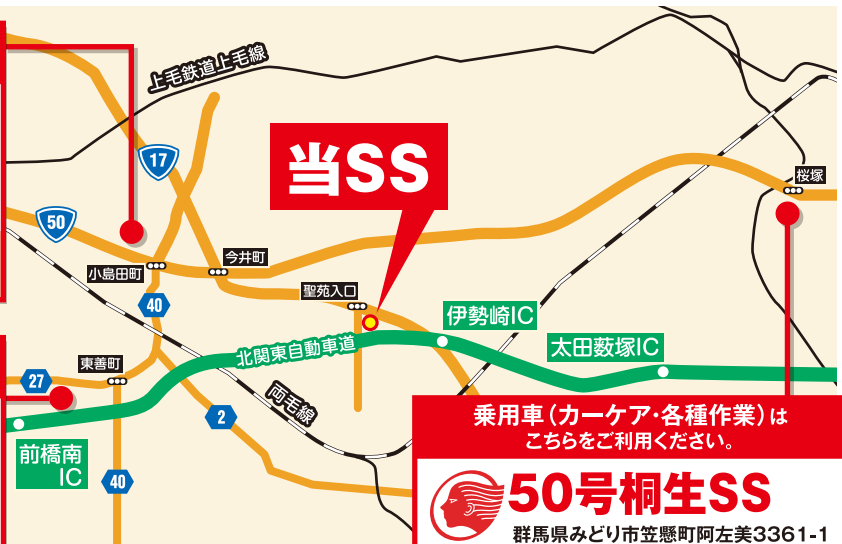 上毛鉄道上毛線
17
当SS
桜塚
50
今井町
小島田町
聖苑入口
40
伊勢崎IC
太田薮塚IC
北関東自動車道
東善町
27
両毛線
2
前橋南
IC
40
乗用車(カーケア・各種作業)は
こちらをご利用ください。
50号桐生SS
群馬県みどり市笠懸町阿左美3361-1